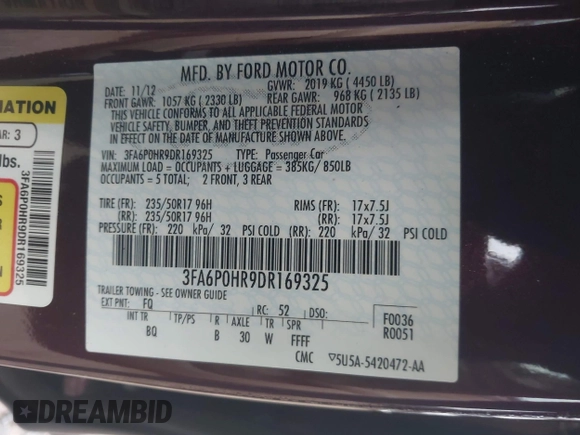 MFD. BY FORD MOTOR CO.
11/12
GVWR: 2019 KG ( 4450 LB)
FRONT GAWR: 1057 KG ( 2330 LB)
REAR GAWR: 968 KG ( 2135 LB)
THIS VEHICLE CONFORMS TO ALL APPLICABLE FEDERAL MOTOR
VEHICLE SAFETY, BUMPER, AND THEFT PREVENTION STANDARDS
IN EFFECT ON THE DATE OF MANUFACTURE SHOWN ABOVE.
VIN: 3FA6P0HR9DR169325 TYPE: Passenger Car
MAXIMUM LOAD = OCCUPANTS + LUGGAGE = 385KG/ 850LB
OCCUPANTS = 5 TOTAL; 2 FRONT, 3 REAR
TIRE (FR): 235/50R17 96H RIMS (FR): 17x7.5J
(RR): 235/50R17 96H (RR): 17x7.5J
PRESSURE (FR): 220 kPa/ 32 PSI COLD (RR): 220 kPa/ 32 PSI COLD
3FA6P0HR9DR169325
TRAILER TOWING - SEE OWNER GUIDE
EXT PNT: FQ RC: 52 DSO:
F0036
R0051
INT TR TP/PS R AXLE TR SPR
BQ B 30 W FFFF
CMC 5U5A-5420472-AA
AR: 3
lbs.
3FA6P0HR9DR169325
DREAMBID